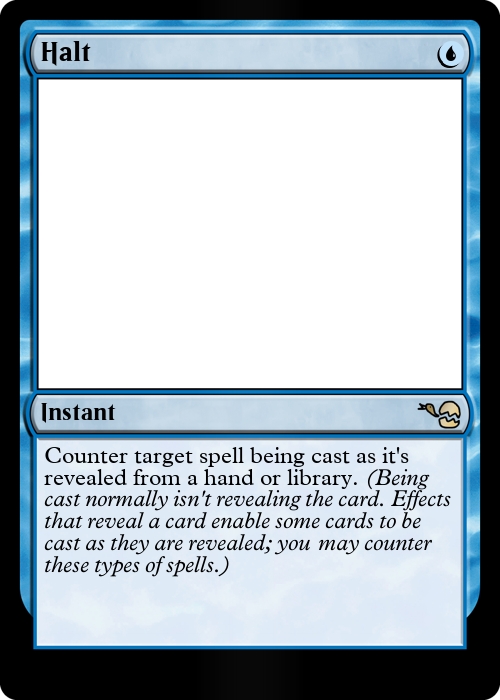 Halt
Instant
Counter target spell being cast as it's
revealed from a hand or library. (Being
cast normally isn't revealing the card. Effects
that reveal a card enable some cards to be
cast as they are revealed; you may counter
these types of spells.)